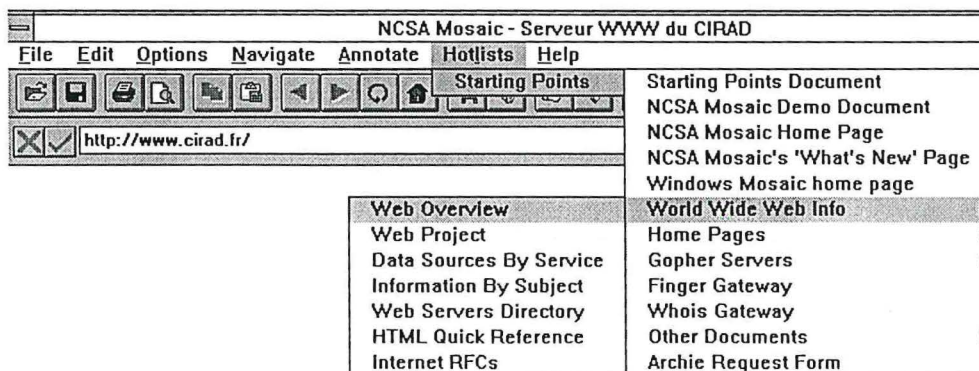 NCSA Mosaic - Serveur WWW du CIRAD
File Edit Options Navigate Annotate Hotlists Help
Starting Points
http://www.cirad.fr/
Starting Points Document
NCSA Mosaic Demo Document
NCSA Mosaic Home Page
NCSA Mosaic's 'What's New' Page
Windows Mosaic home page
World Wide Web Info
Home Pages
Gopher Servers
Finger Gateway
Whois Gateway
Other Documents
Archie Request Form
Web Overview
Web Project
Data Sources By Service
Information By Subject
Web Servers Directory
HTML Quick Reference
Internet RFCs